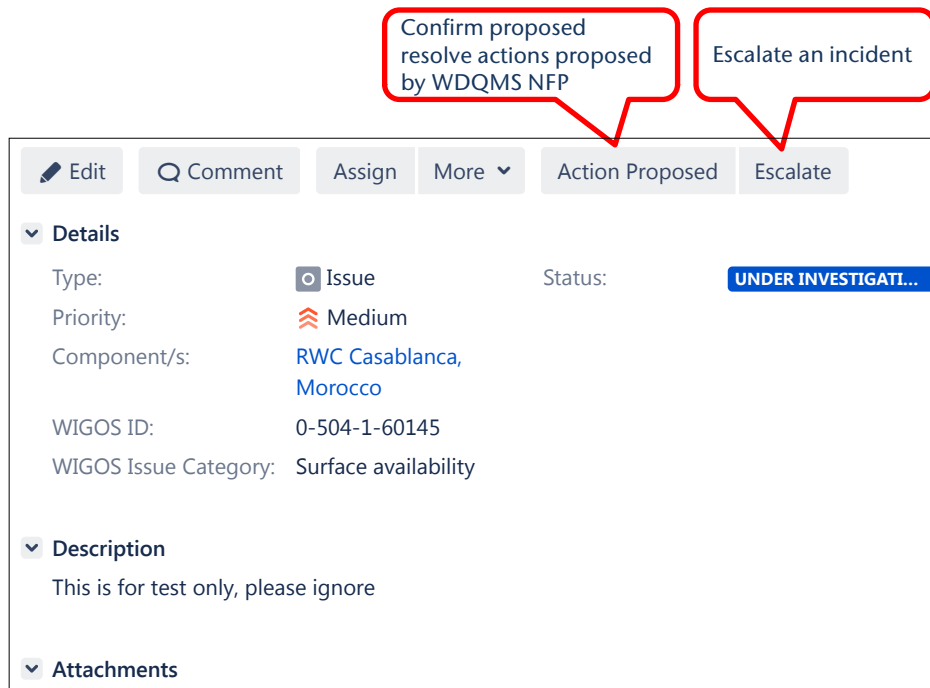 Confirm proposed
resolve actions proposed
by WDQMS NFP
Escalate an incident
Edit Comment Assign More Action Proposed Escalate
Details
Type: Issue Status: UNDER INVESTIGATI...
Priority: Medium
Component/s: RWC Casablanca,
Morocco
WIGOS ID: 0-504-1-60145
WIGOS Issue Category: Surface availability
Description
This is for test only, please ignore
Attachments